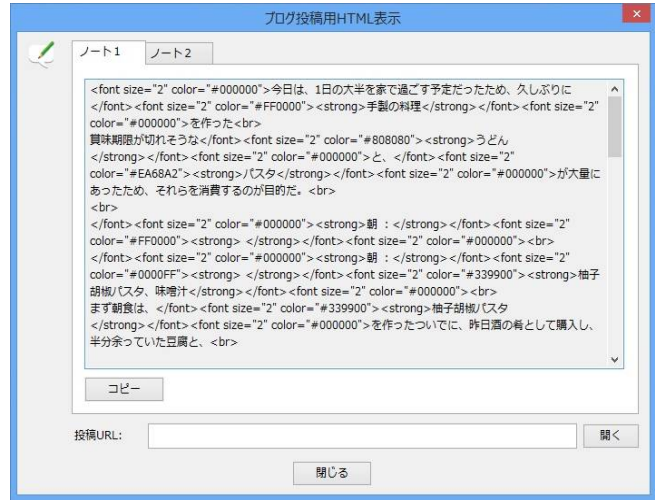 ブログ投稿用HTML表示
ノート1 ノート2
<font size="2" color="#000000">今日は、1日の大半を家で過ごす予定だったため、久しぶりに
</font><font size="2" color="#FF0000"><strong>手製の料理</strong></font><font size="2"
color="#000000">を作った<br>
賞味期限が切れそうな</font><font size="2" color="#808080"><strong>うどん
</strong></font><font size="2" color="#000000">と、</font><font size="2"
color="#EA68A2"><strong>パスタ</strong></font><font size="2" color="#000000">が大量に
あったため、それらを消費するのが目的だ。<br>
<br>
</font><font size="2" color="#000000"><strong>朝 : </strong></font><font size="2"
color="#FF0000"><strong> </strong></font><font size="2" color="#000000"><br>
</font><font size="2" color="#000000"><strong>朝 : </strong></font><font size="2"
color="#0000FF"><strong> </strong></font><font size="2" color="#339900"><strong>柚子
胡椒パスタ、味噌汁</strong></font><font size="2" color="#000000"><br>
まず朝食は、</font><font size="2" color="#339900"><strong>柚子胡椒パスタ
</strong></font><font size="2" color="#000000">を作ったついでに、昨日酒の肴として購入し、
半分余っていた豆腐と、<br>
コピー
投稿URL: 開く
閉じる